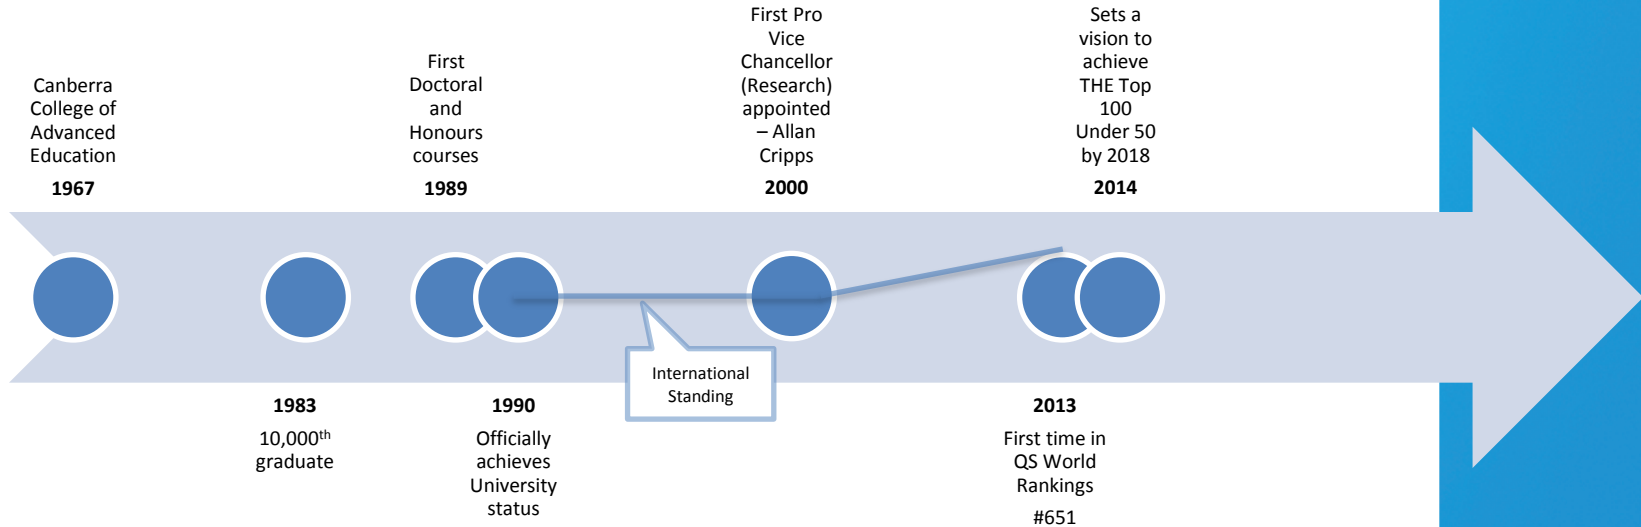 Canberra
College of
Advanced
Education
1967
First
Doctoral
and
Honours
courses
1989
First Pro
Vice
Chancellor
(Research)
appointed
– Allan
Cripps
2000
Sets a
vision to
achieve
THE Top
100
Under 50
by 2018
2014
International
Standing
1983
10,000th
graduate
1990
Officially
achieves
University
status
2013
First time in
QS World
Rankings
#651